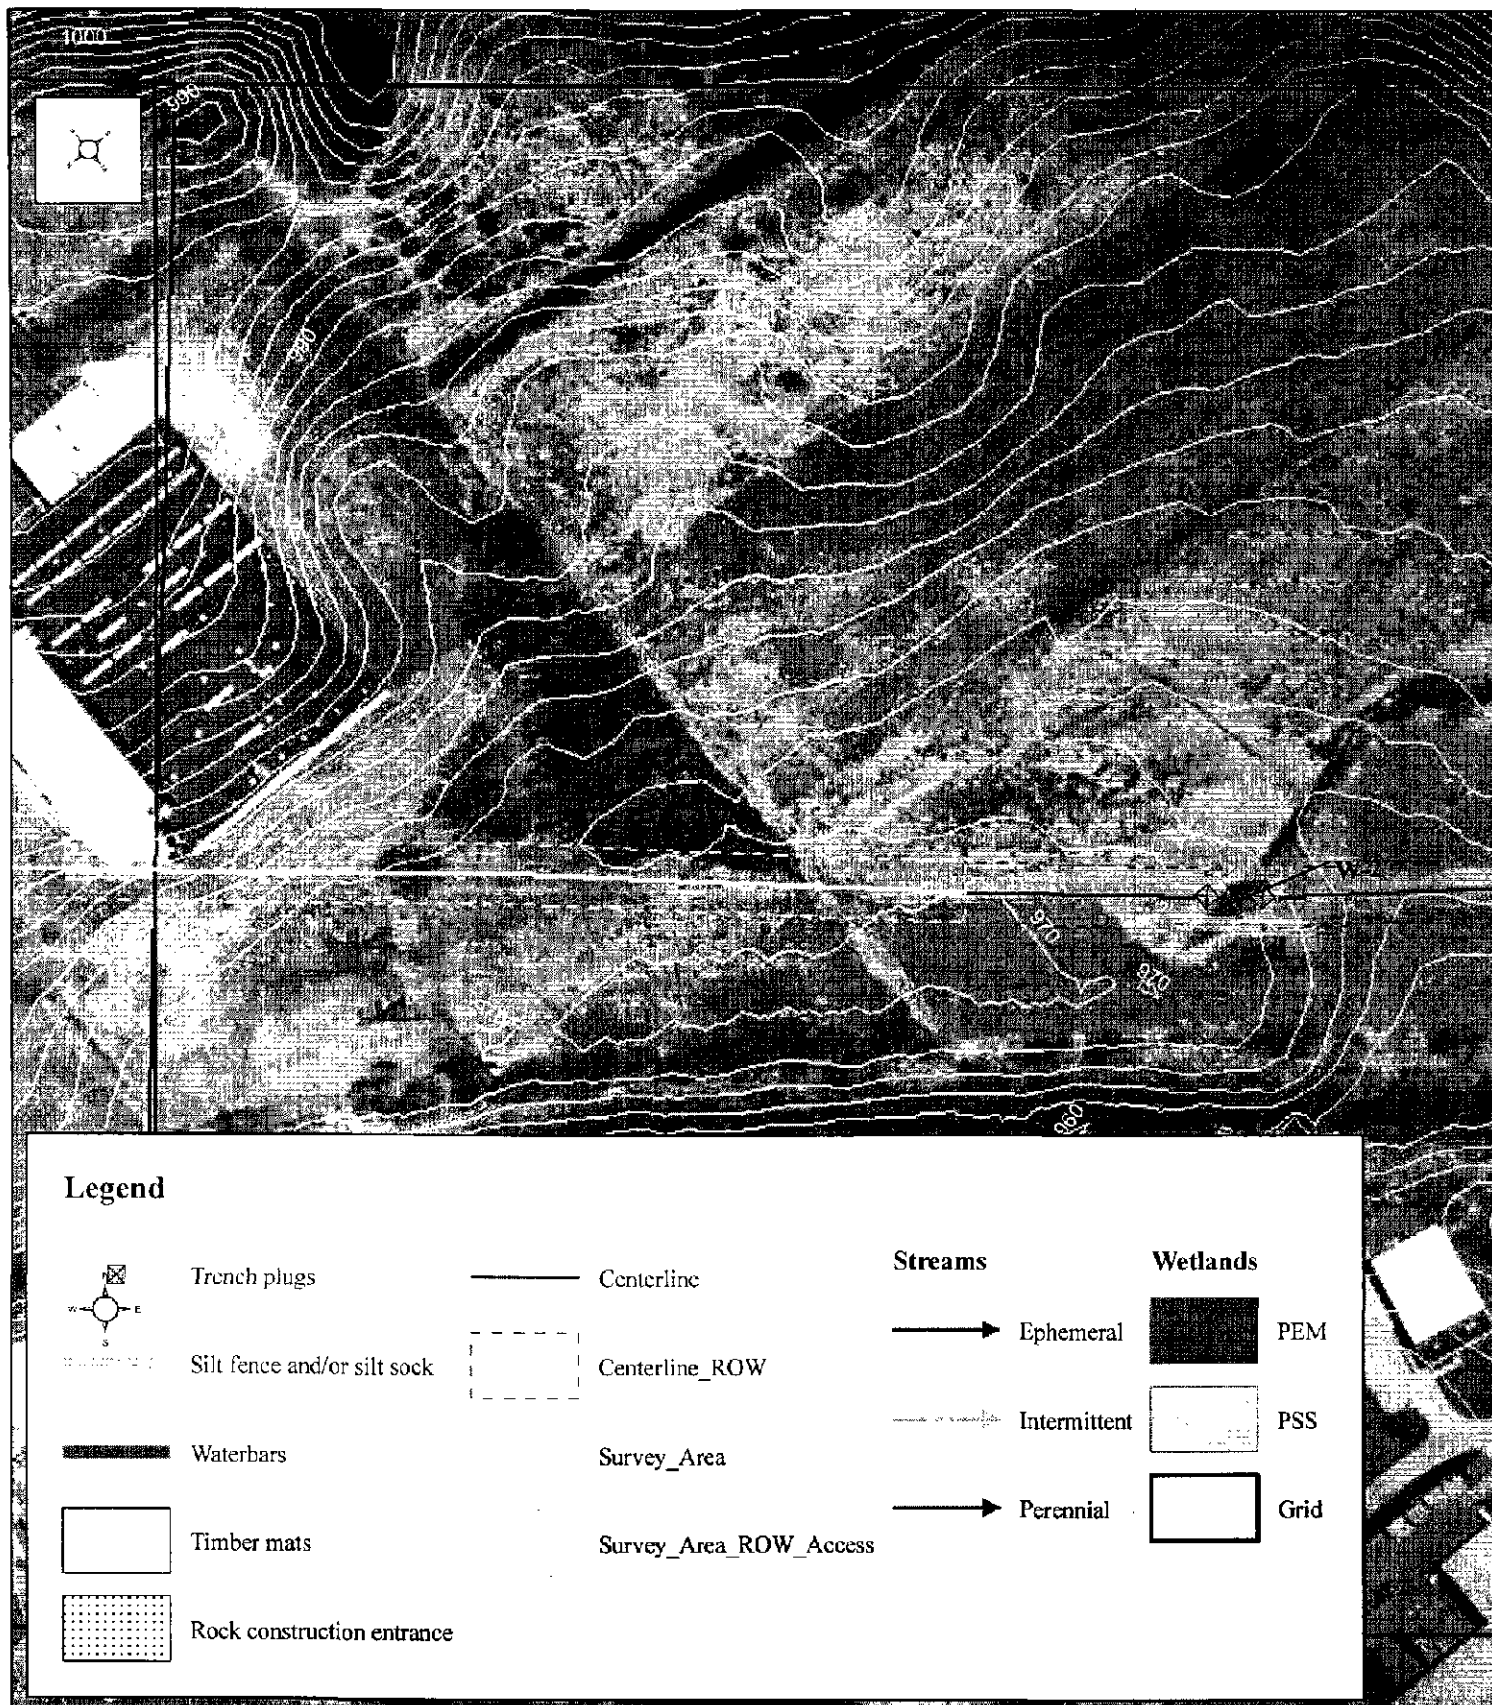 1000
990
980
W-
970
970
960
Legend
Trench plugs
W E
S
Silt fence and/or silt sock
Waterbars
Timber mats
Rock construction entrance
Centerline
Centerline_ROW
Survey_Area
Survey_Area_ROW_Access
Streams
Ephemeral
Intermittent
Perennial
Wetlands
PEM
PSS
Grid